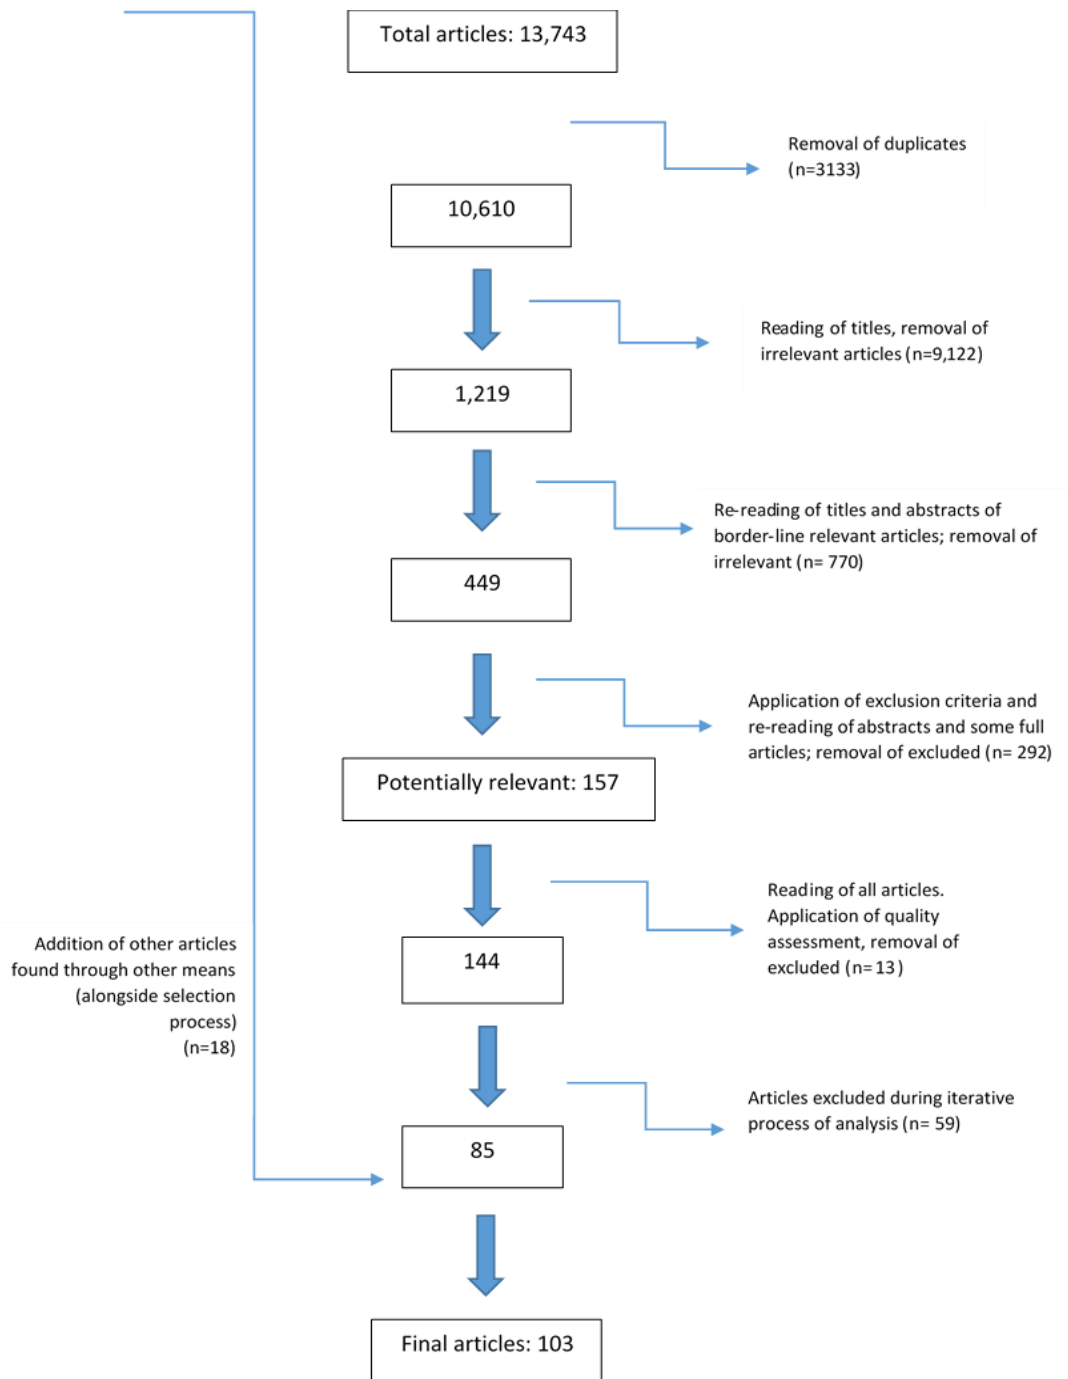 Total articles: 13,743
Removal of duplicates
(n=3133)
10,610
Reading of titles, removal of
irrelevant articles (n=9,122)
1,219
Re-reading of titles and abstracts of
border-line relevant articles; removal of
irrelevant (n= 770)
449
Application of exclusion criteria and
re-reading of abstracts and some full
articles; removal of excluded (n= 292)
Potentially relevant: 157
Reading of all articles.
Application of quality
assessment, removal of
excluded (n=13)
144
Addition of other articles
found through other means
(alongside selection
process)
(n=18)
Articles excluded during iterative
process of analysis (n= 59)
85
Final articles: 103